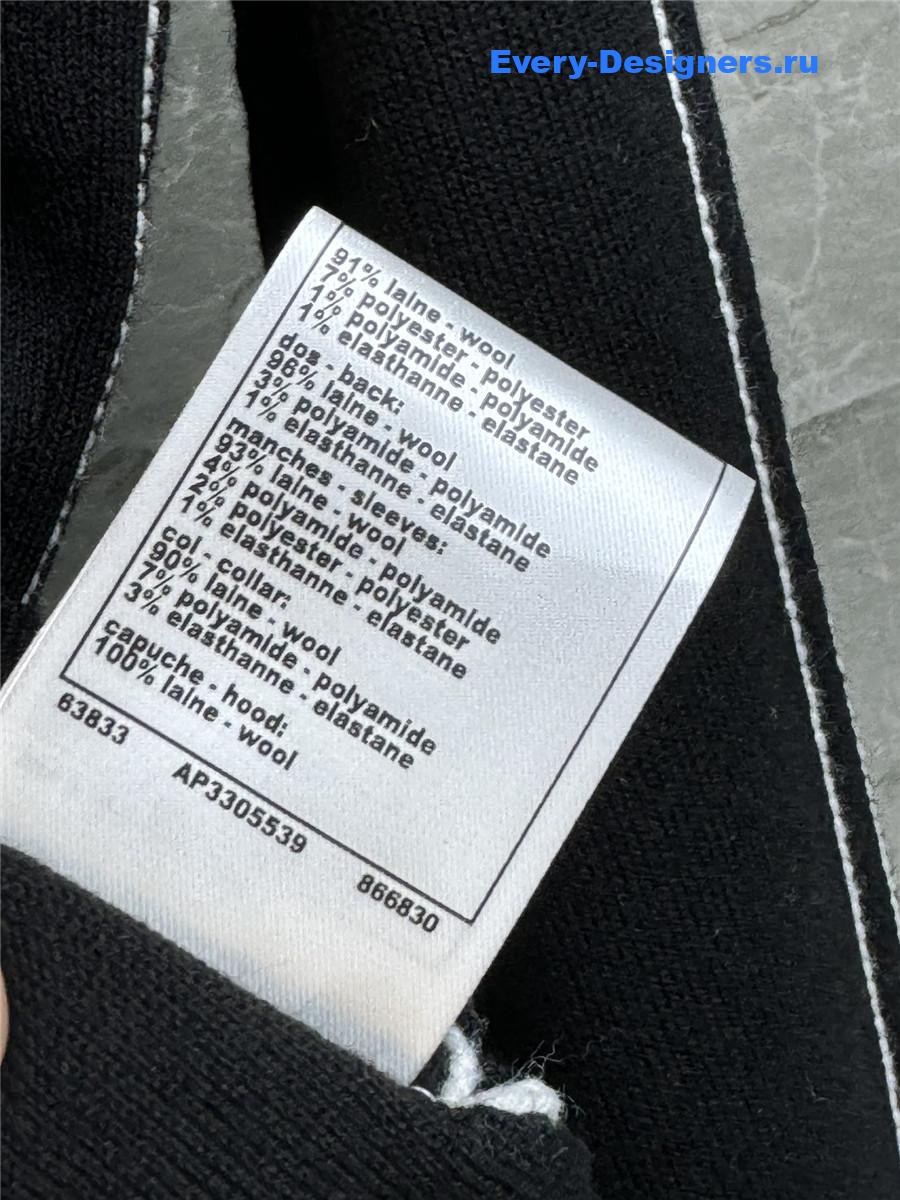 Every-Designers.ru
91% laine - wool
7% polyester - polyester
1% polyamide - polyamide
1% elasthanne - elastane
dos - back:
96% laine - wool
3% polyamide - polyamide
1% elasthanne - elastane
manches - sleeves:
93% laine - wool
4% polyamide - polyamide
2% polyester - polyester
1% elasthanne - elastane
col - collar:
90% laine - wool
7% polyamide - polyamide
3% elasthanne - elastane
capuche - hood:
100% laine - wool
63833
AP3305539
866830